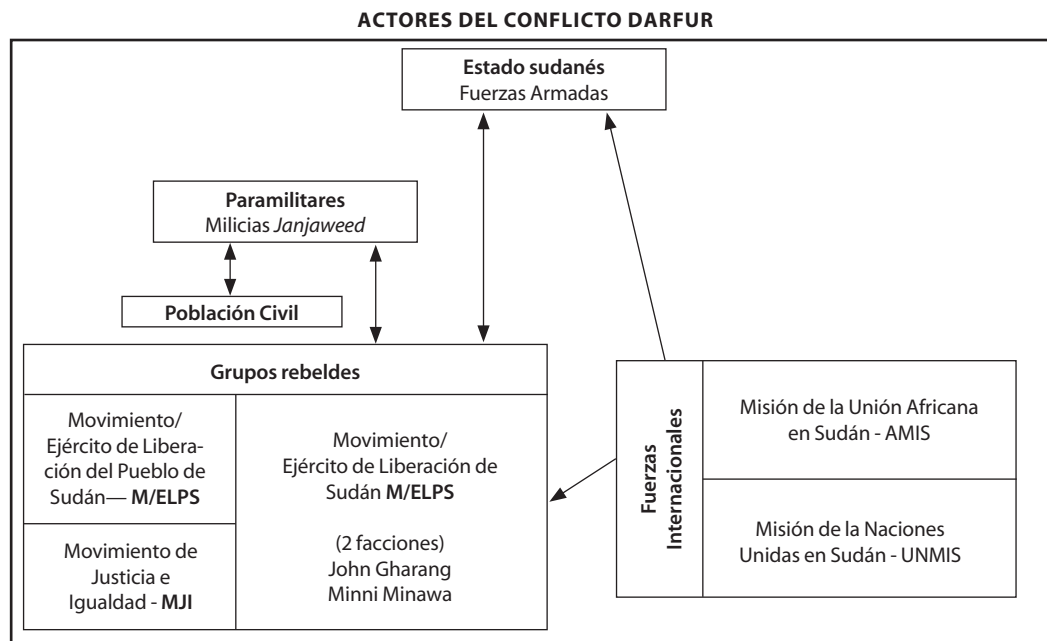 ACTORES DEL CONFLICTO DARFUR
Estado sudanés
Fuerzas Armadas
Paramilitares
Milicias Janjaweed
Población Civil
Grupos rebeldes
Movimiento/
Ejército de Libera-
ción del Pueblo de
Sudán— M/ELPS
Movimiento de
Justicia e
Igualdad - MJI
Movimiento/
Ejército de Liberación de
Sudán M/ELPS
(2 facciones)
John Gharang
Minni Minawa
Fuerzas
Internacionales
Misión de la Unión Africana
en Sudán - AMIS
Misión de la Naciones
Unidas en Sudán - UNMIS